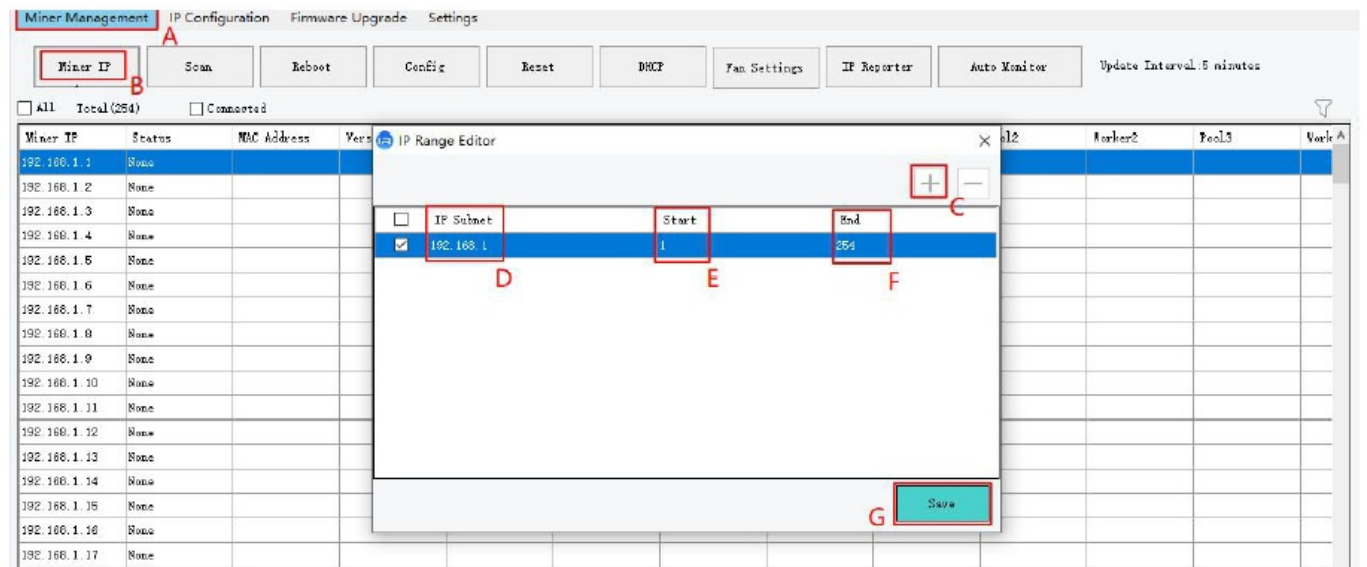 Miner Management IP Configuration Firmware Upgrade Settings
A
Miner IP Scan Reboot Config Reset DHCP Fan Settings IP Reporter Auto Monitor Update Interval:5 minutes
B
All Total(254) Connected
Miner IP Status MAC Address Vers ol2 Worker2 Pool3 Work
IP Range Editor
C
IP Subnet Start End
192.168.1 1 254
D E F
Save
G
192.168.1.1 None
192.168.1.2 None
192.168.1.3 None
192.168.1.4 None
192.168.1.5 None
192.168.1.6 None
192.168.1.7 None
192.168.1.8 None
192.168.1.9 None
192.168.1.10 None
192.168.1.11 None
192.168.1.12 None
192.168.1.13 None
192.168.1.14 None
192.168.1.15 None
192.168.1.16 None
192.168.1.17 None